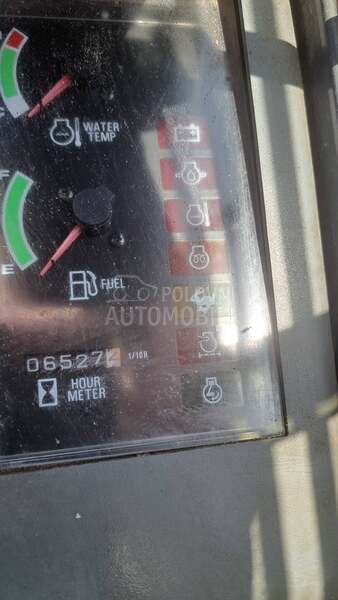 C
WATER
TEMP
F
E
FUEL
POLOVNI
AUTOMOBILI
06527
1/10H
HOUR
METER